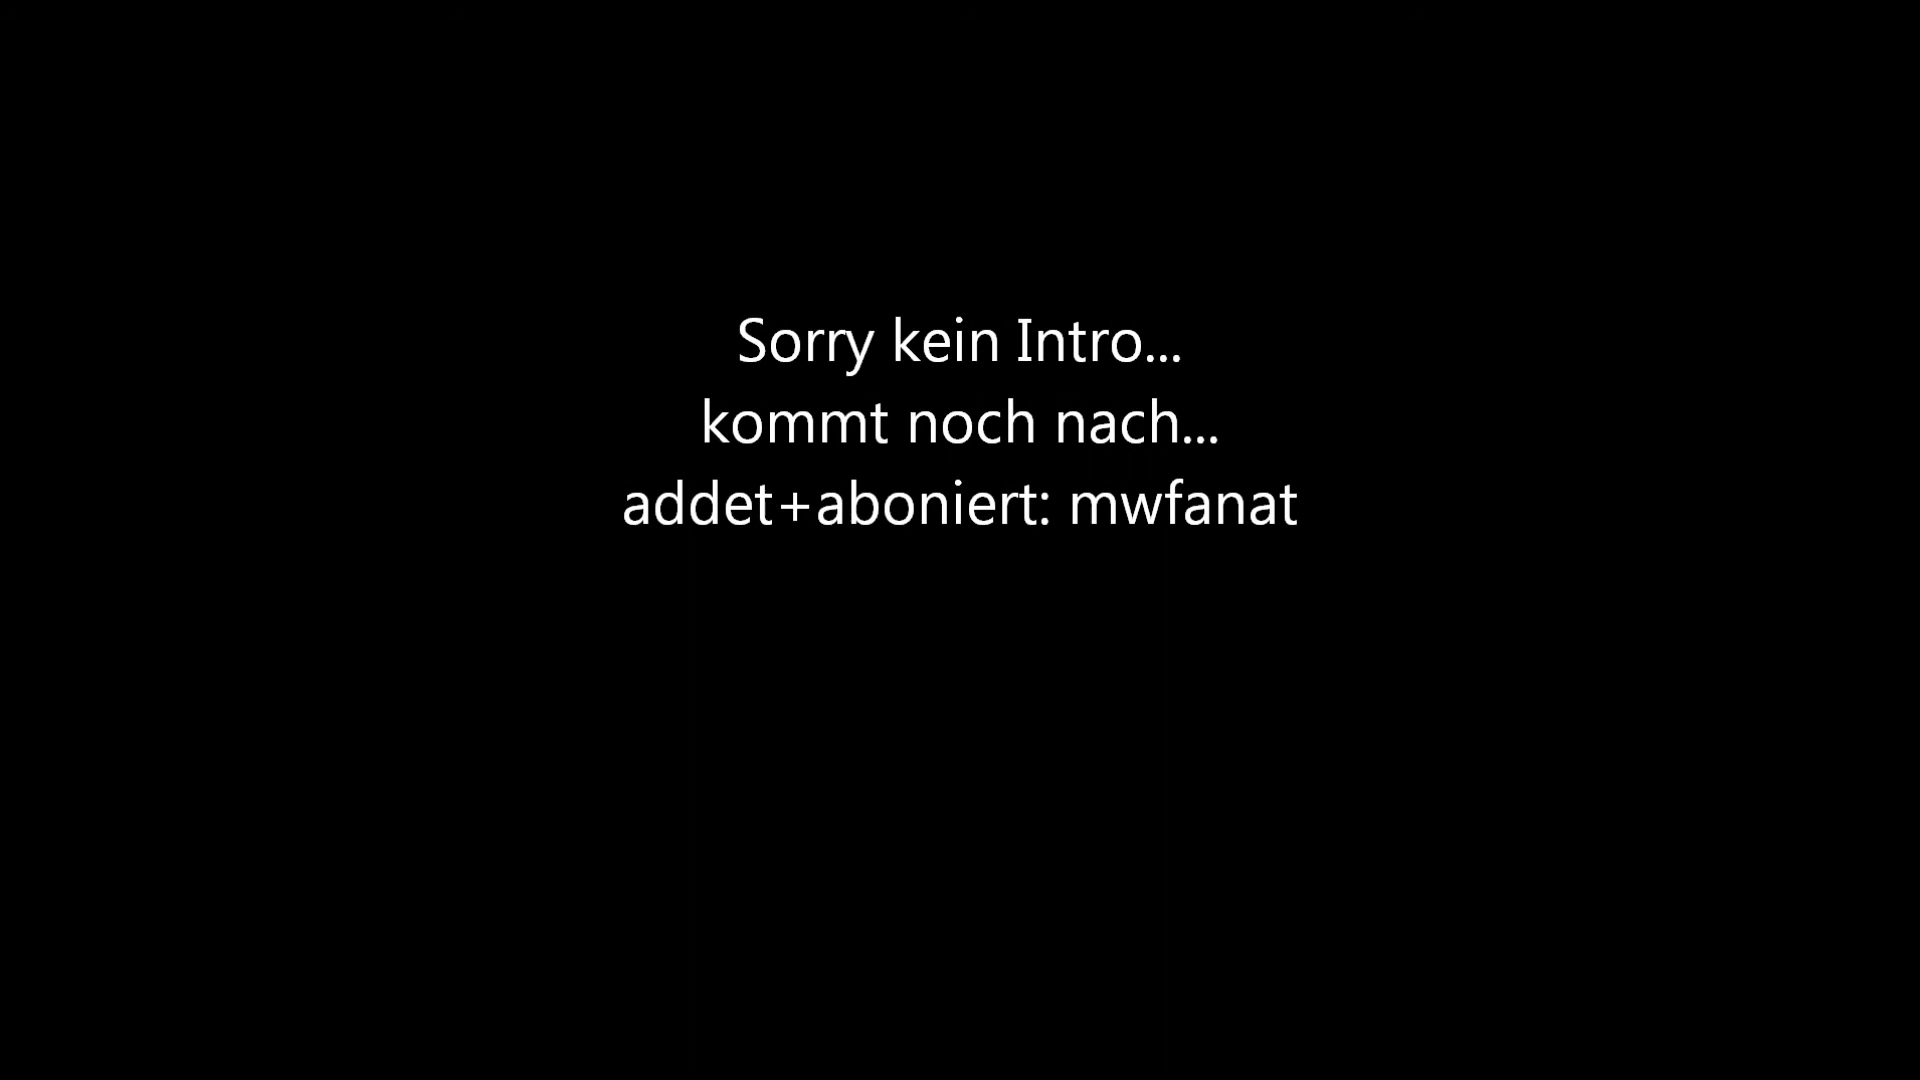 Sorry kein Intro...
kommt noch nach...
addet+aboniert: mwfanat